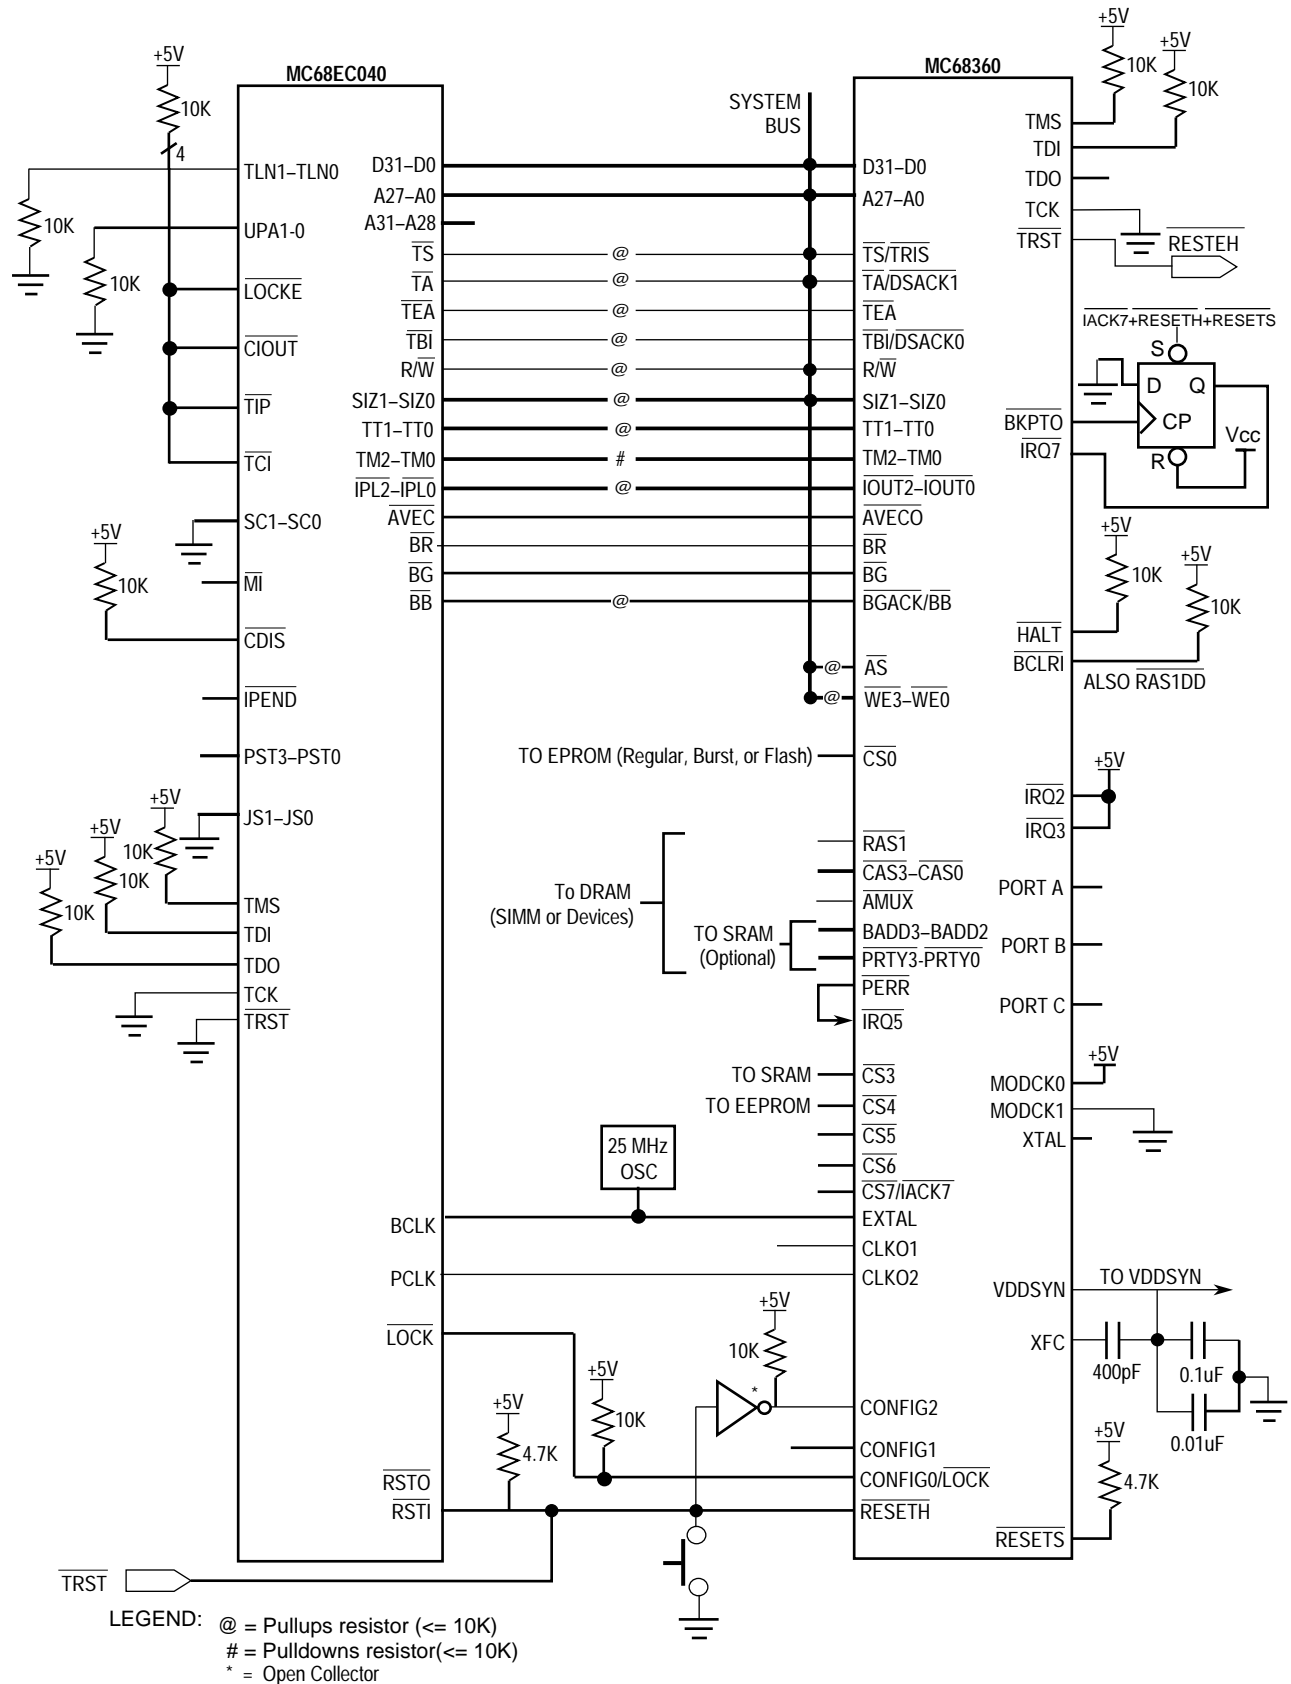 MC68EC040
+5V
10K
4
10K
10K
TLN1–TLN0
UPA1-0
LOCKE
CIOUT
TIP
TCI
SC1–SC0
MI
+5V
10K
CDIS
IPEND
PST3–PST0
JS1–JS0
+5V
10K
+5V
10K
+5V
10K
TMS
TDI
TDO
TCK
TRST
D31–D0
A27–A0
A31–A28
TS
TA
TEA
TBI
R/W
SIZ1–SIZ0
TT1–TT0
TM2–TM0
IPL2–IPL0
AVEC
BR
BG
BB
BCLK
PCLK
LOCK
RSTO
RSTI
@
@
@
@
@
@
@
#
@
@
SYSTEM
BUS
@
@
TO EPROM (Regular, Burst, or Flash)
To DRAM
(SIMM or Devices)
TO SRAM
(Optional)
TO SRAM
TO EEPROM
25 MHz
OSC
+5V
10K
*
+5V
10K
+5V
4.7K
MC68360
D31–D0
A27–A0
TS/TRIS
TA/DSACK1
TEA
TBI/DSACK0
R/W
SIZ1–SIZ0
TT1–TT0
TM2–TM0
IOUT2–IOUT0
AVECO
BR
BG
BGACK/BB
AS
WE3–WE0
CS0
RAS1
CAS3–CAS0
AMUX
BADD3–BADD2
PRTY3-PRTY0
PERR
IRQ5
CS3
CS4
CS5
CS6
CS7/IACK7
EXTAL
CLKO1
CLKO2
CONFIG2
CONFIG1
CONFIG0/LOCK
RESETH
TMS
TDI
TDO
TCK
TRST
BKPTO
IRQ7
HALT
BCLRI
IRQ2
IRQ3
PORT A
PORT B
PORT C
MODCK0
MODCK1
XTAL
VDDSYN
XFC
RESETS
+5V
10K
+5V
10K
RESTEH
IACK7+RESETH+RESETS
S
D Q
CP
R
Vcc
+5V
10K
+5V
10K
ALSO RAS1DD
+5V
+5V
TO VDDSYN
400pF
0.1uF
0.01uF
+5V
4.7K
TRST
LEGEND: @ = Pullups resistor (<= 10K)
# = Pulldowns resistor(<= 10K)
* = Open Collector